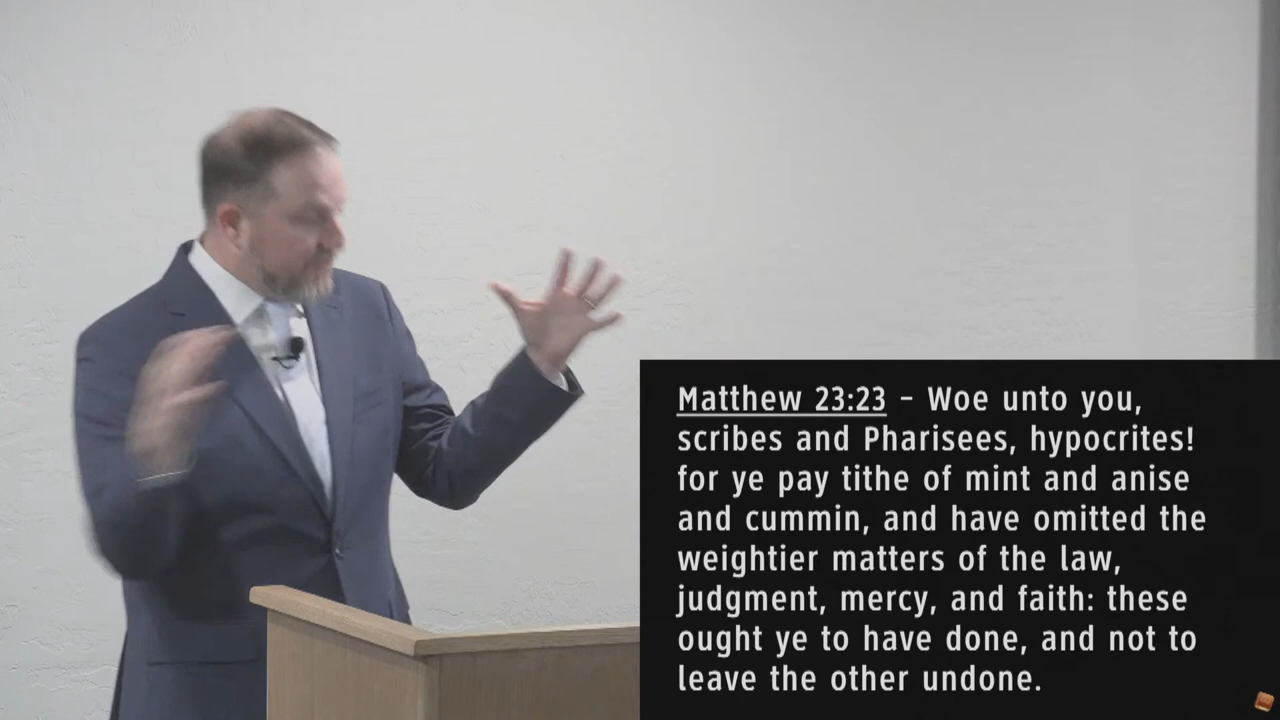 Matthew 23:23 - Woe unto you,
scribes and Pharisees, hypocrites!
for ye pay tithe of mint and anise
and cummin, and have omitted the
weightier matters of the law,
judgment, mercy, and faith: these
ought ye to have done, and not to
leave the other undone.